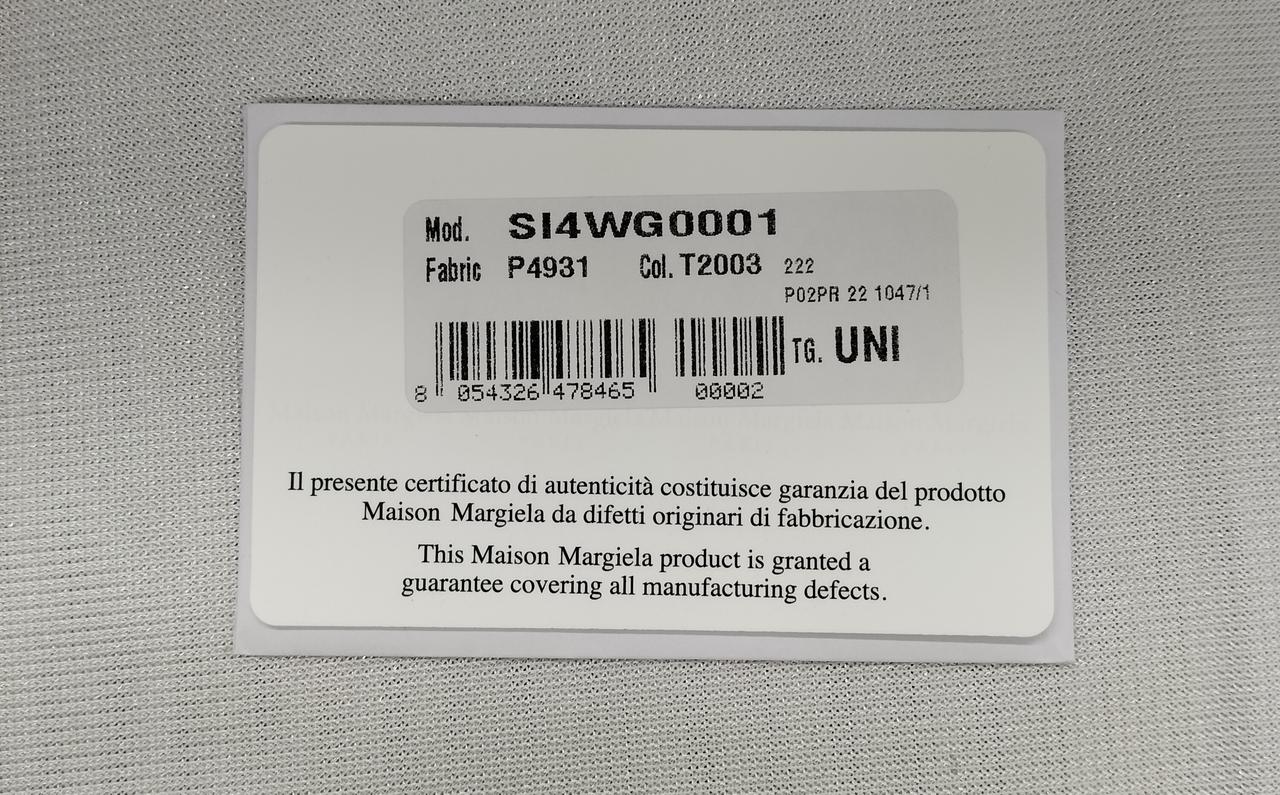 Mod. SI4WG0001
Fabric P4931 Col. T2003 222
P02PR 22 1047/1
TG. UNI
8 054326 478465 00002
Il presente certificato di autenticità costituisce garanzia del prodotto
Maison Margiela da difetti originari di fabbricazione.
This Maison Margiela product is granted a
guarantee covering all manufacturing defects.